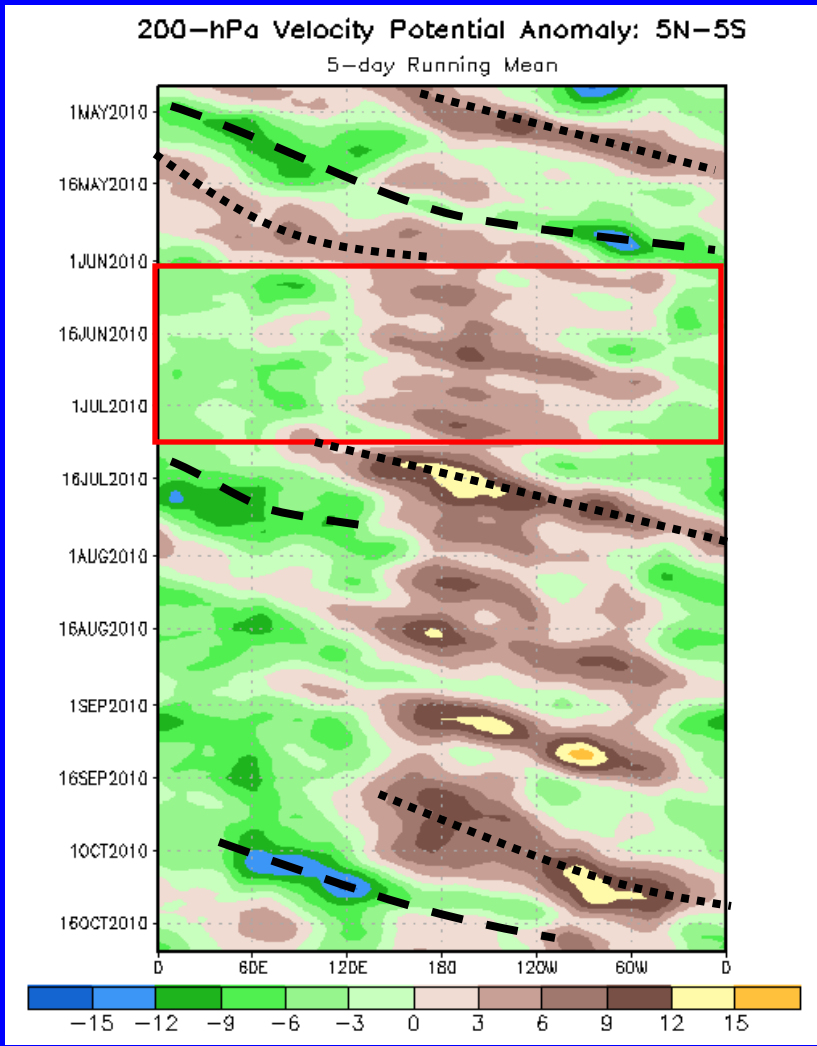 200-hPa Velocity Potential Anomaly: 5N-5S
5-day Running Mean
1MAY2010
16MAY2010
1JUN2010
16JUN2010
1JUL2010
16JUL2010
1AUG2010
16AUG2010
1SEP2010
16SEP2010
1OCT2010
16OCT2010
0 60E 120E 180 120W 60W 0
-15 -12 -9 -6 -3 0 3 6 9 12 15